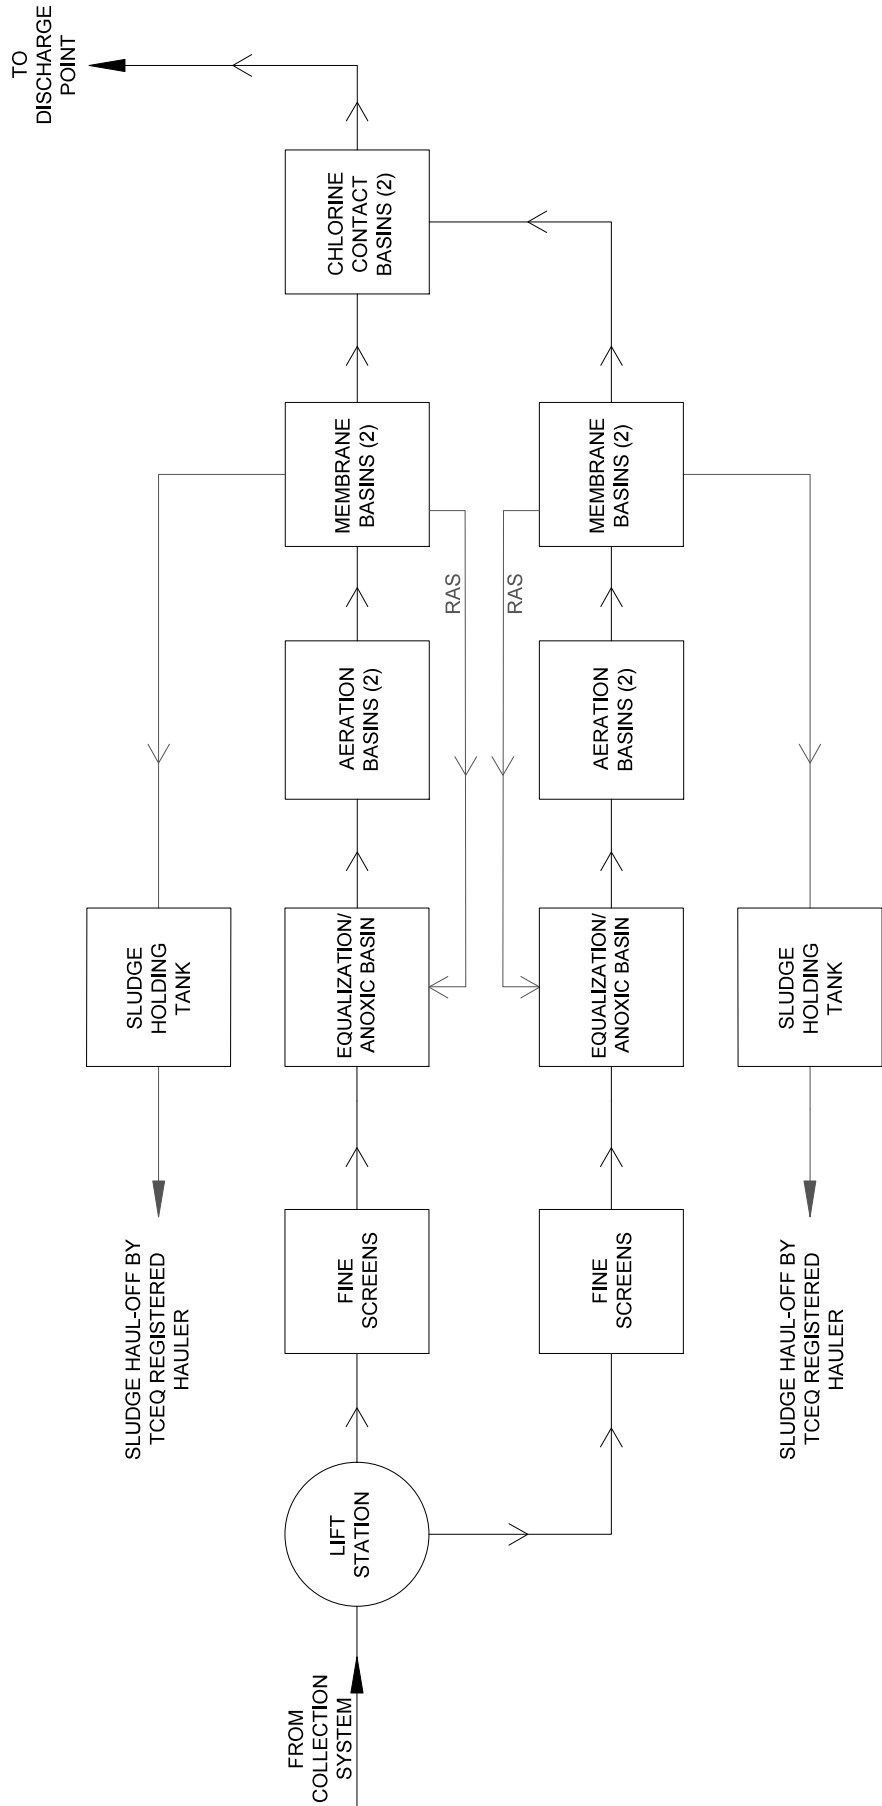 FROM
COLLECTION
SYSTEM
LIFT
STATION
FINE
SCREENS
EQUALIZATION/
ANOXIC BASIN
AERATION
BASINS (2)
MEMBRANE
BASINS (2)
CHLORINE
CONTACT
BASINS (2)
TO
DISCHARGE
POINT
SLUDGE HAUL-OFF BY
TCEQ REGISTERED
HAULER
SLUDGE
HOLDING
TANK
RAS
RAS
FINE
SCREENS
EQUALIZATION/
ANOXIC BASIN
AERATION
BASINS (2)
MEMBRANE
BASINS (2)
SLUDGE HAUL-OFF BY
TCEQ REGISTERED
HAULER
SLUDGE
HOLDING
TANK